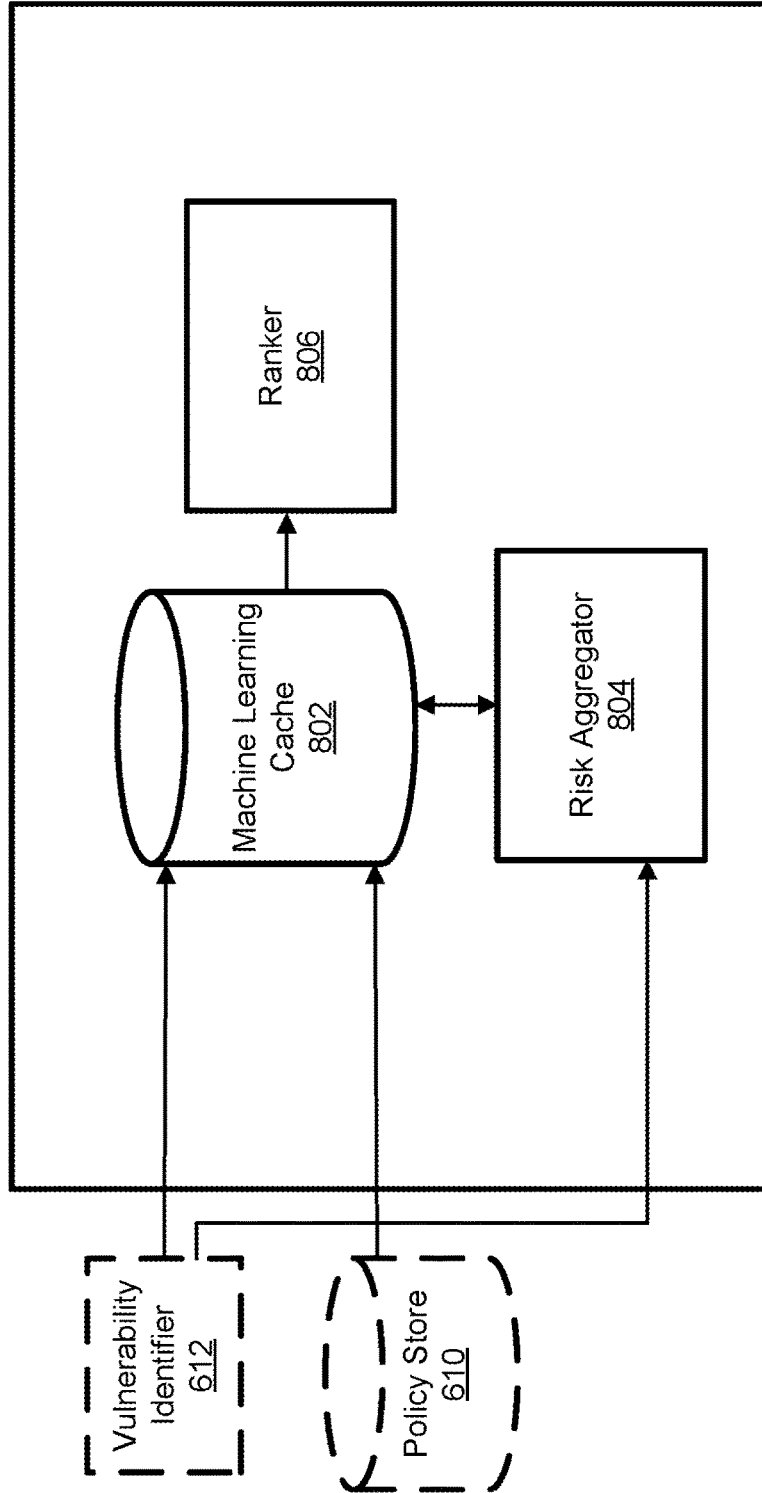 Vulnerability
Identifier
612
Policy Store
610
Machine Learning
Cache
802
Ranker
806
Risk Aggregator
804